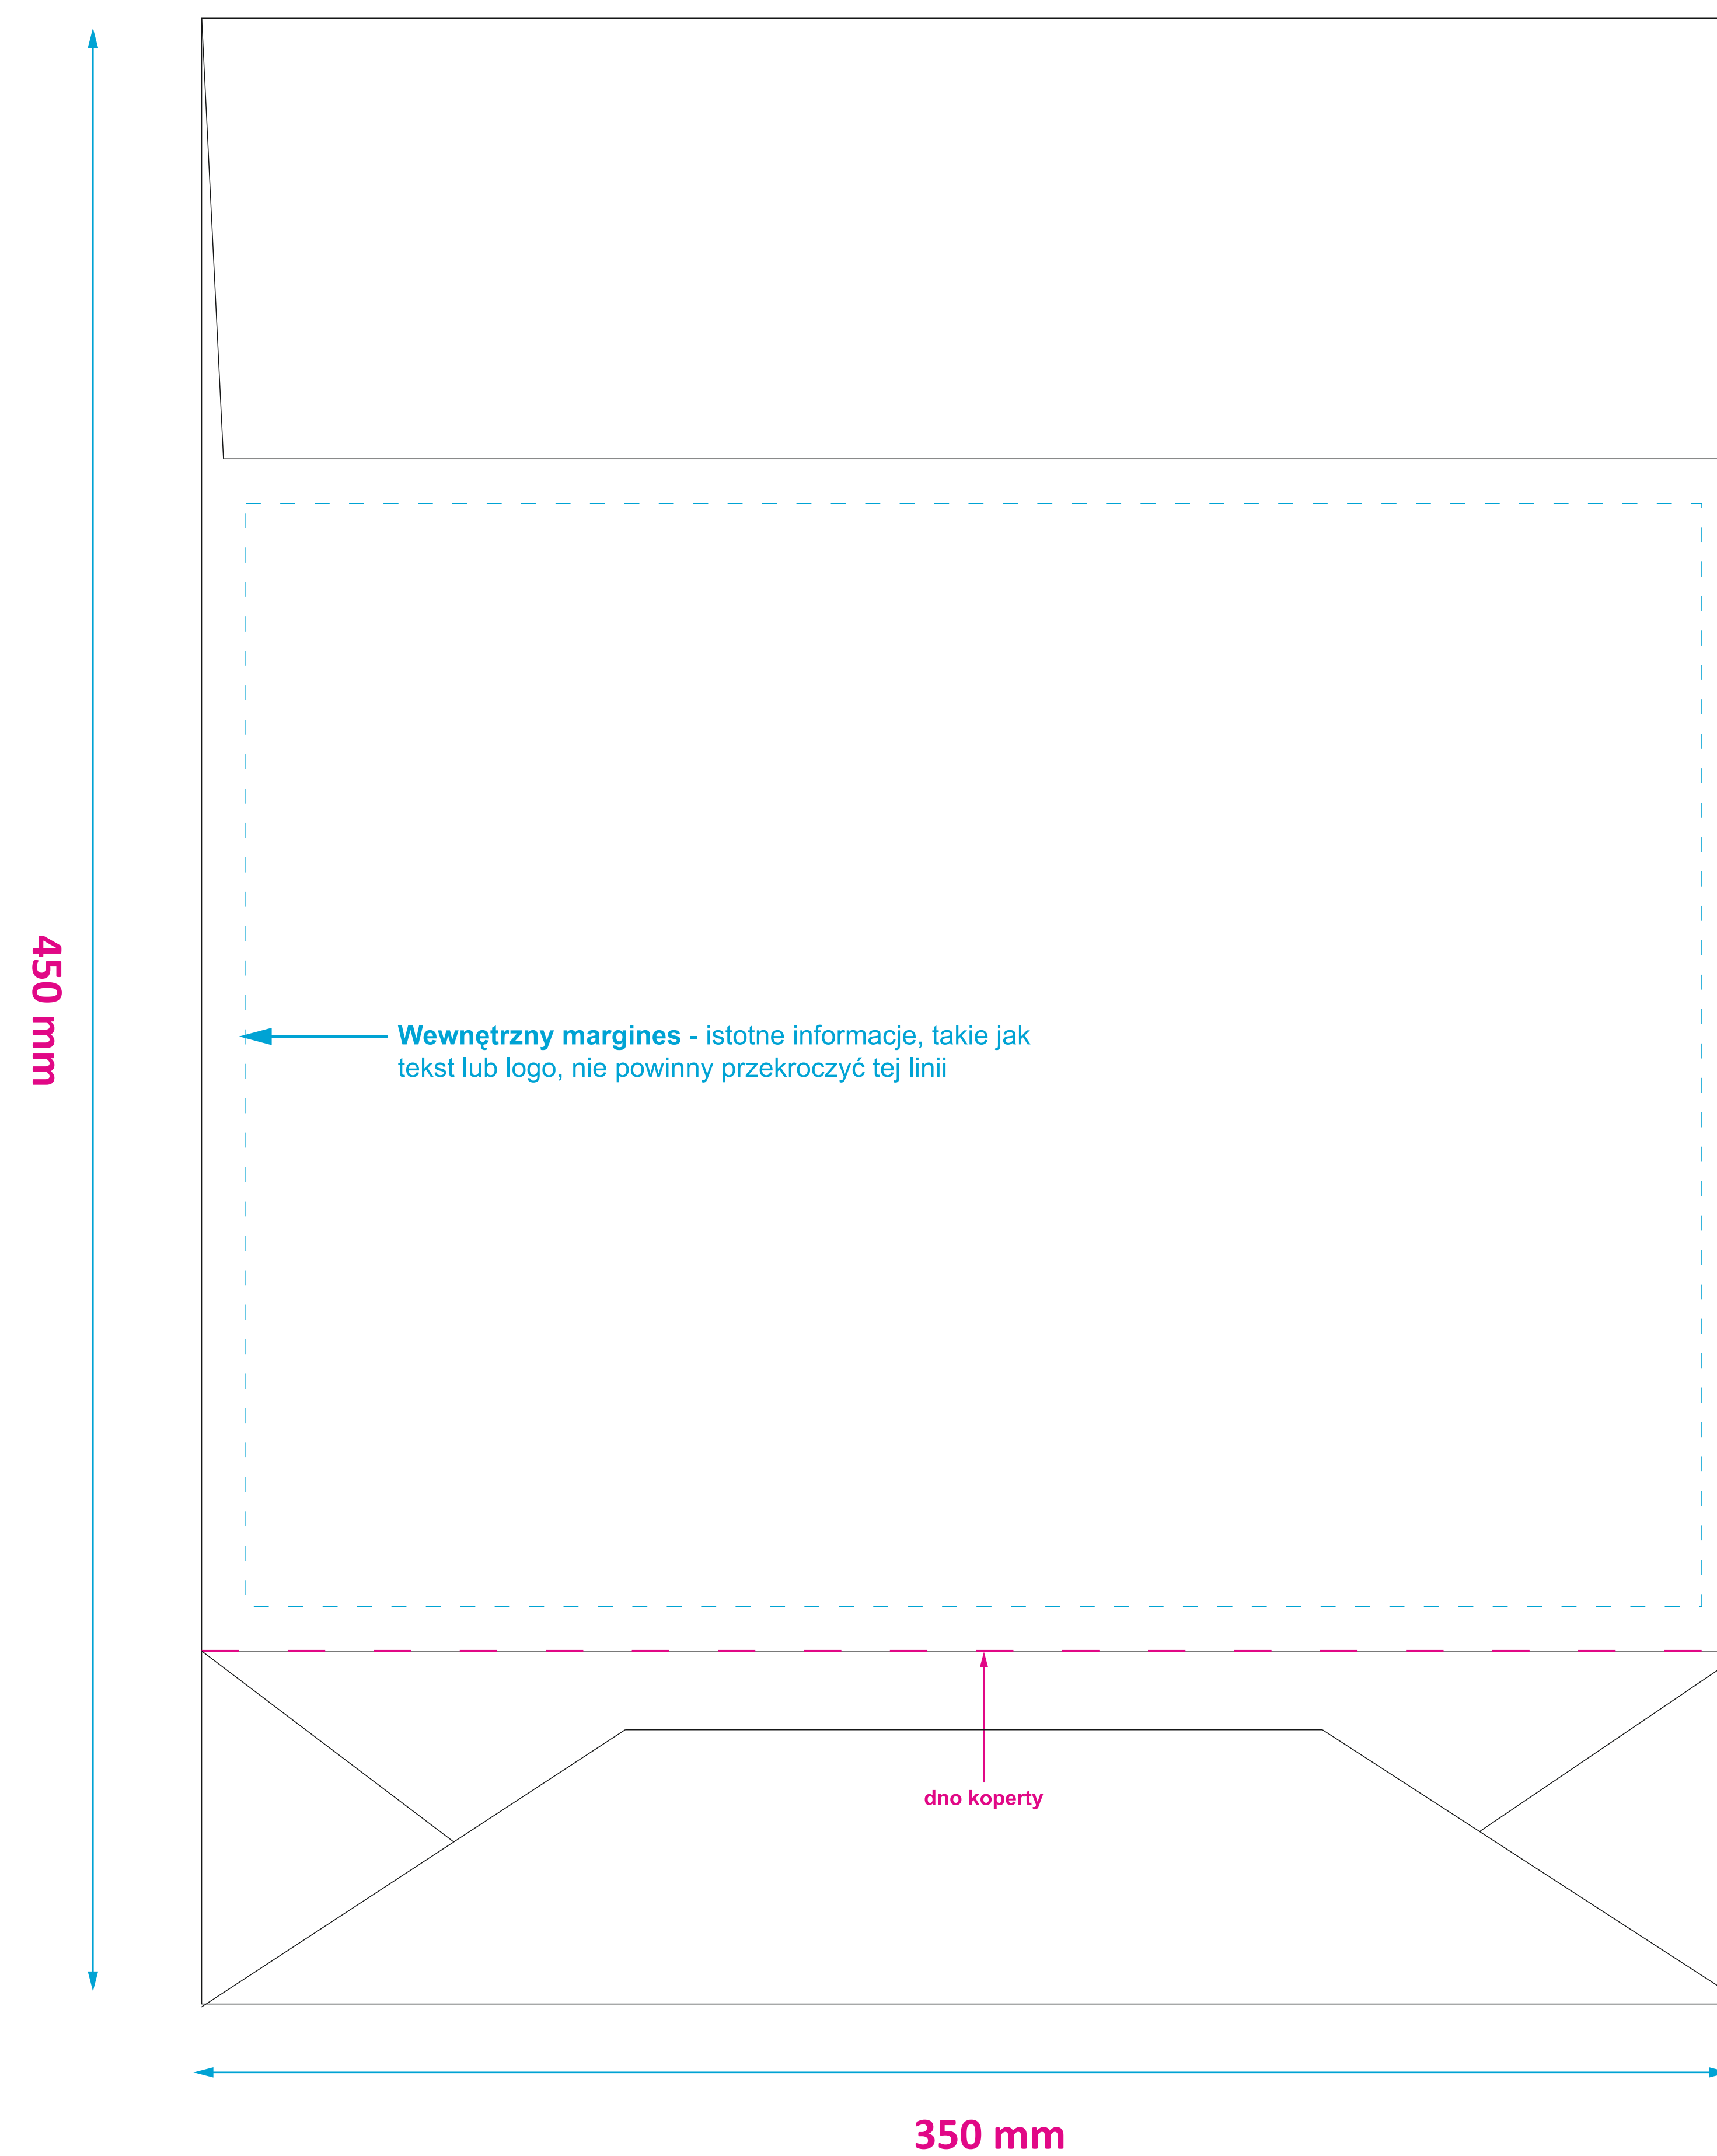 450 mm
Wewnętrzny margines - istotne informacje, takie jak
tekst lub logo, nie powinny przekroczyć tej linii
dno koperty
350 mm